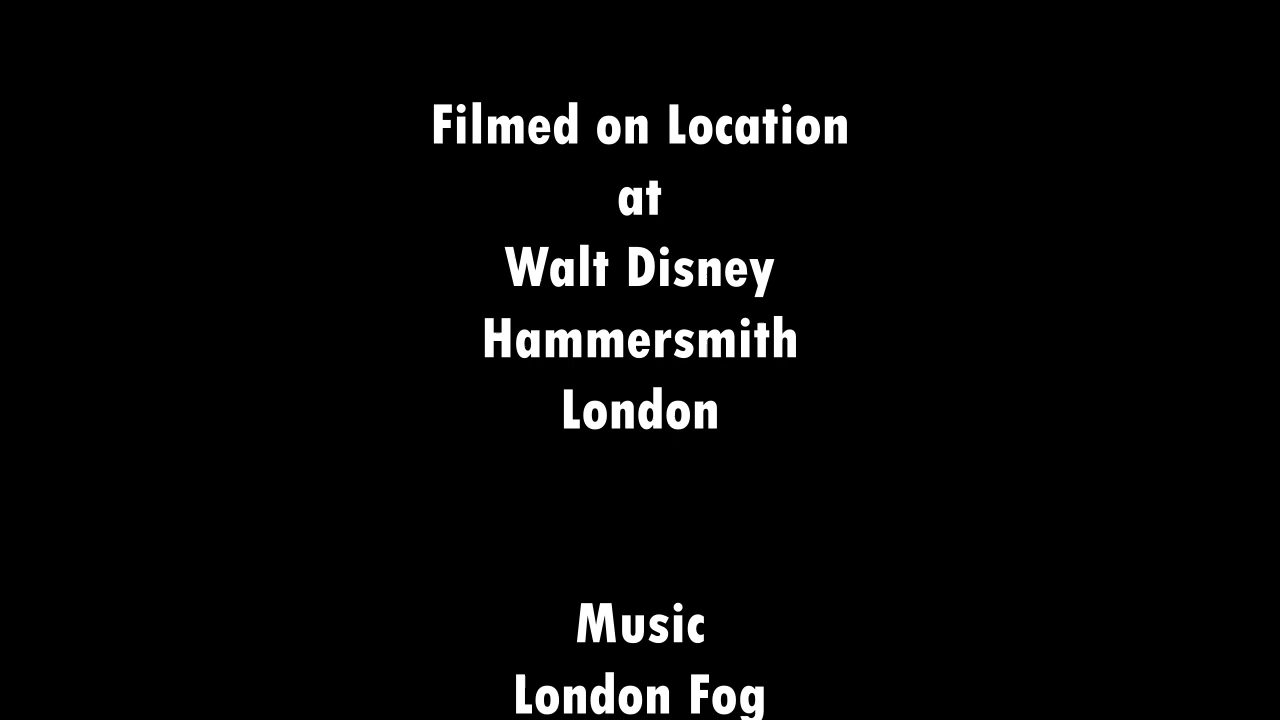 Filmed on Location
at
Walt Disney
Hammersmith
London
Music
London Fog